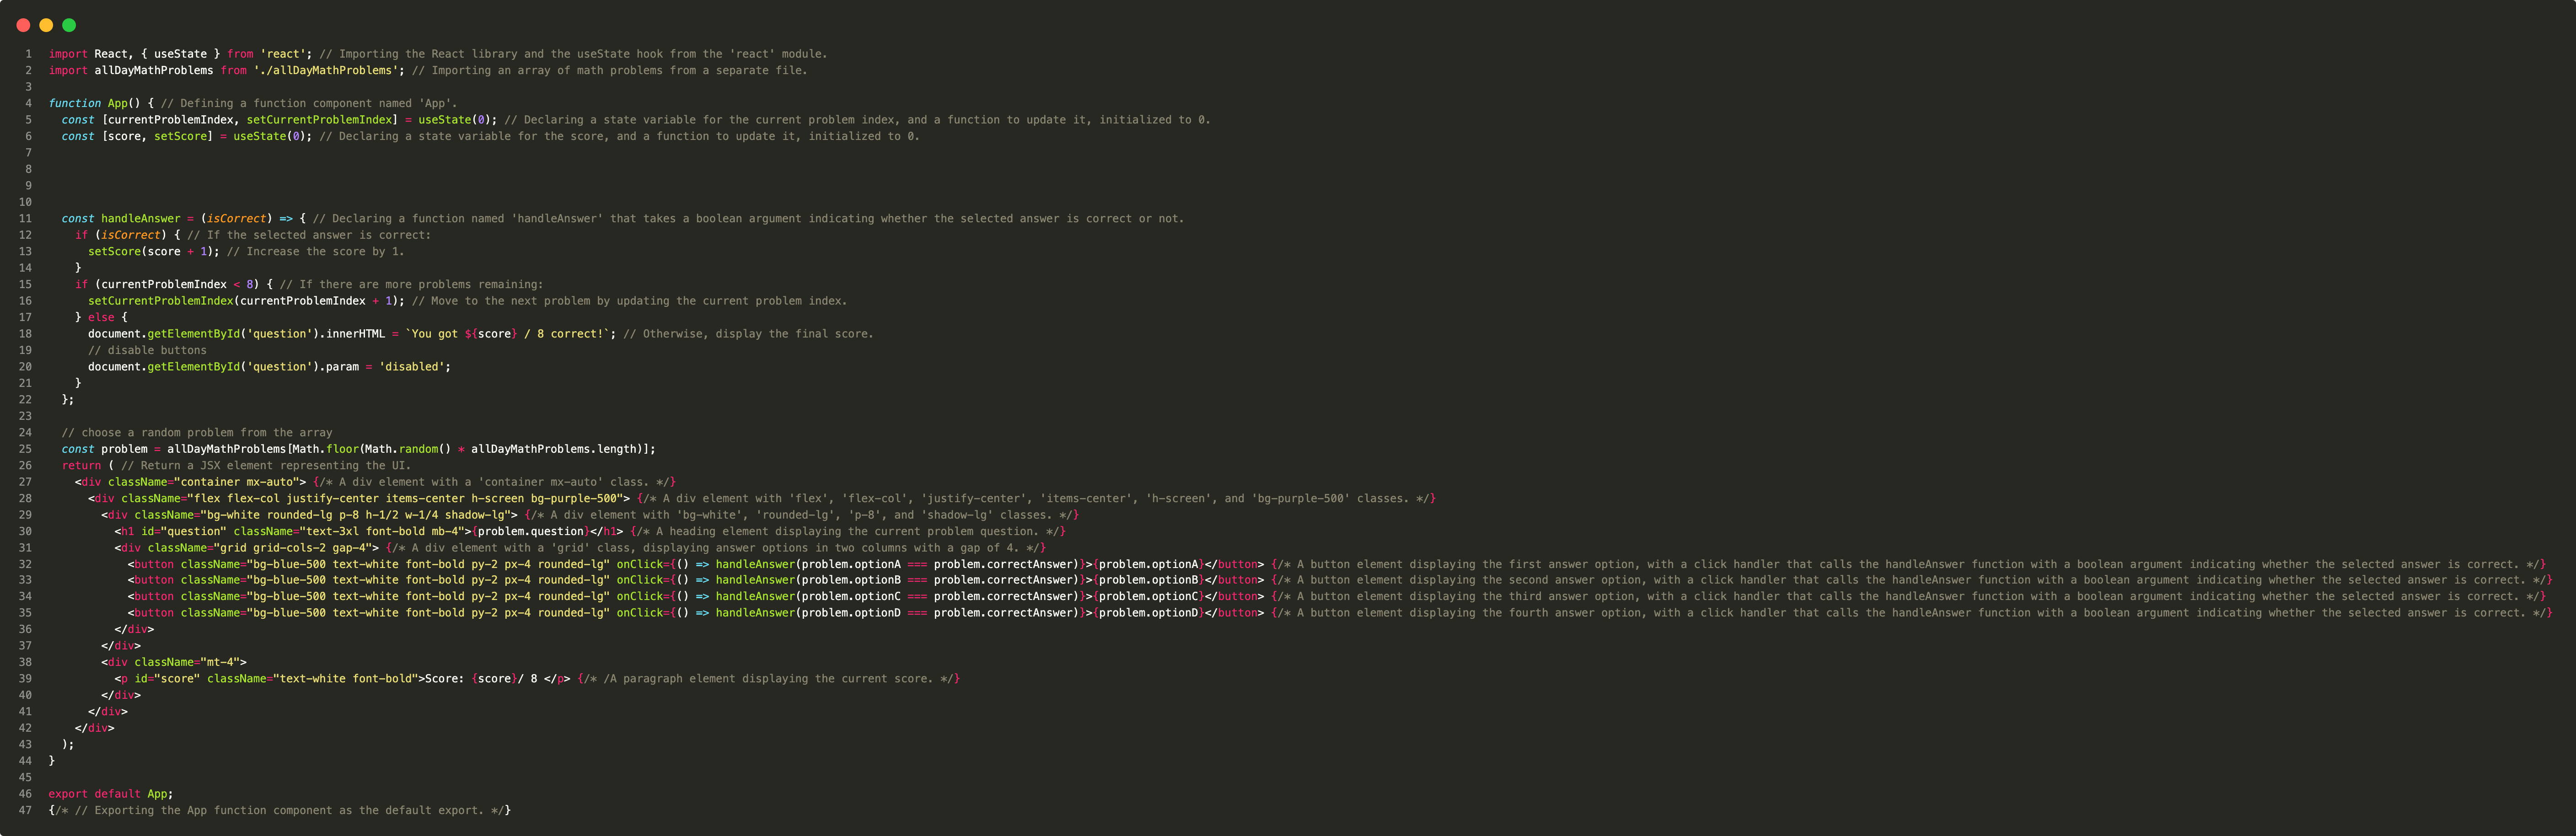 1 import React, { useState } from 'react'; // Importing the React library and the useState hook from the 'react' module.
2 import allDayMathProblems from './allDayMathProblems'; // Importing an array of math problems from a separate file.
3
4 function App() { // Defining a function component named 'App'.
5   const [currentProblemIndex, setCurrentProblemIndex] = useState(0); // Declaring a state variable for the current problem index, and a function to update it, initialized to 0.
6   const [score, setScore] = useState(0); // Declaring a state variable for the score, and a function to update it, initialized to 0.
7
8
9
10
11   const handleAnswer = (isCorrect) => { // Declaring a function named 'handleAnswer' that takes a boolean argument indicating whether the selected answer is correct or not.
12     if (isCorrect) { // If the selected answer is correct:
13       setScore(score + 1); // Increase the score by 1.
14     }
15     if (currentProblemIndex < 8) { // If there are more problems remaining:
16       setCurrentProblemIndex(currentProblemIndex + 1); // Move to the next problem by updating the current problem index.
17     } else {
18       document.getElementById('question').innerHTML = `You got ${score} / 8 correct!`; // Otherwise, display the final score.
19       // disable buttons
20       document.getElementById('question').param = 'disabled';
21     }
22   };
23
24   // choose a random problem from the array
25   const problem = allDayMathProblems[Math.floor(Math.random() * allDayMathProblems.length)];
26   return ( // Return a JSX element representing the UI.
27     <div className="container mx-auto"> {/* A div element with a 'container mx-auto' class. */}
28       <div className="flex flex-col justify-center items-center h-screen bg-purple-500"> {/* A div element with 'flex', 'flex-col', 'justify-center', 'items-center', 'h-screen', and 'bg-purple-500' classes. */}
29         <div className="bg-white rounded-lg p-8 h-1/2 w-1/4 shadow-lg"> {/* A div element with 'bg-white', 'rounded-lg', 'p-8', and 'shadow-lg' classes. */}
30           <h1 id="question" className="text-3xl font-bold mb-4">{problem.question}</h1> {/* A heading element displaying the current problem question. */}
31           <div className="grid grid-cols-2 gap-4"> {/* A div element with a 'grid' class, displaying answer options in two columns with a gap of 4. */}
32             <button className="bg-blue-500 text-white font-bold py-2 px-4 rounded-lg" onClick={() => handleAnswer(problem.optionA === problem.correctAnswer)}>{problem.optionA}</button> {/* A button element displaying the first answer option, with a click handler that calls the handleAnswer function with a boolean argument indicating whether the selected answer is correct. */}
33             <button className="bg-blue-500 text-white font-bold py-2 px-4 rounded-lg" onClick={() => handleAnswer(problem.optionB === problem.correctAnswer)}>{problem.optionB}</button> {/* A button element displaying the second answer option, with a click handler that calls the handleAnswer function with a boolean argument indicating whether the selected answer is correct. */}
34             <button className="bg-blue-500 text-white font-bold py-2 px-4 rounded-lg" onClick={() => handleAnswer(problem.optionC === problem.correctAnswer)}>{problem.optionC}</button> {/* A button element displaying the third answer option, with a click handler that calls the handleAnswer function with a boolean argument indicating whether the selected answer is correct. */}
35             <button className="bg-blue-500 text-white font-bold py-2 px-4 rounded-lg" onClick={() => handleAnswer(problem.optionD === problem.correctAnswer)}>{problem.optionD}</button> {/* A button element displaying the fourth answer option, with a click handler that calls the handleAnswer function with a boolean argument indicating whether the selected answer is correct. */}
36           </div>
37         </div>
38         <div className="mt-4">
39           <p id="score" className="text-white font-bold">Score: {score}/ 8 </p> {/* /A paragraph element displaying the current score. */}
40         </div>
41       </div>
42     </div>
43   );
44 }
45
46 export default App;
47 {/* // Exporting the App function component as the default export. */}